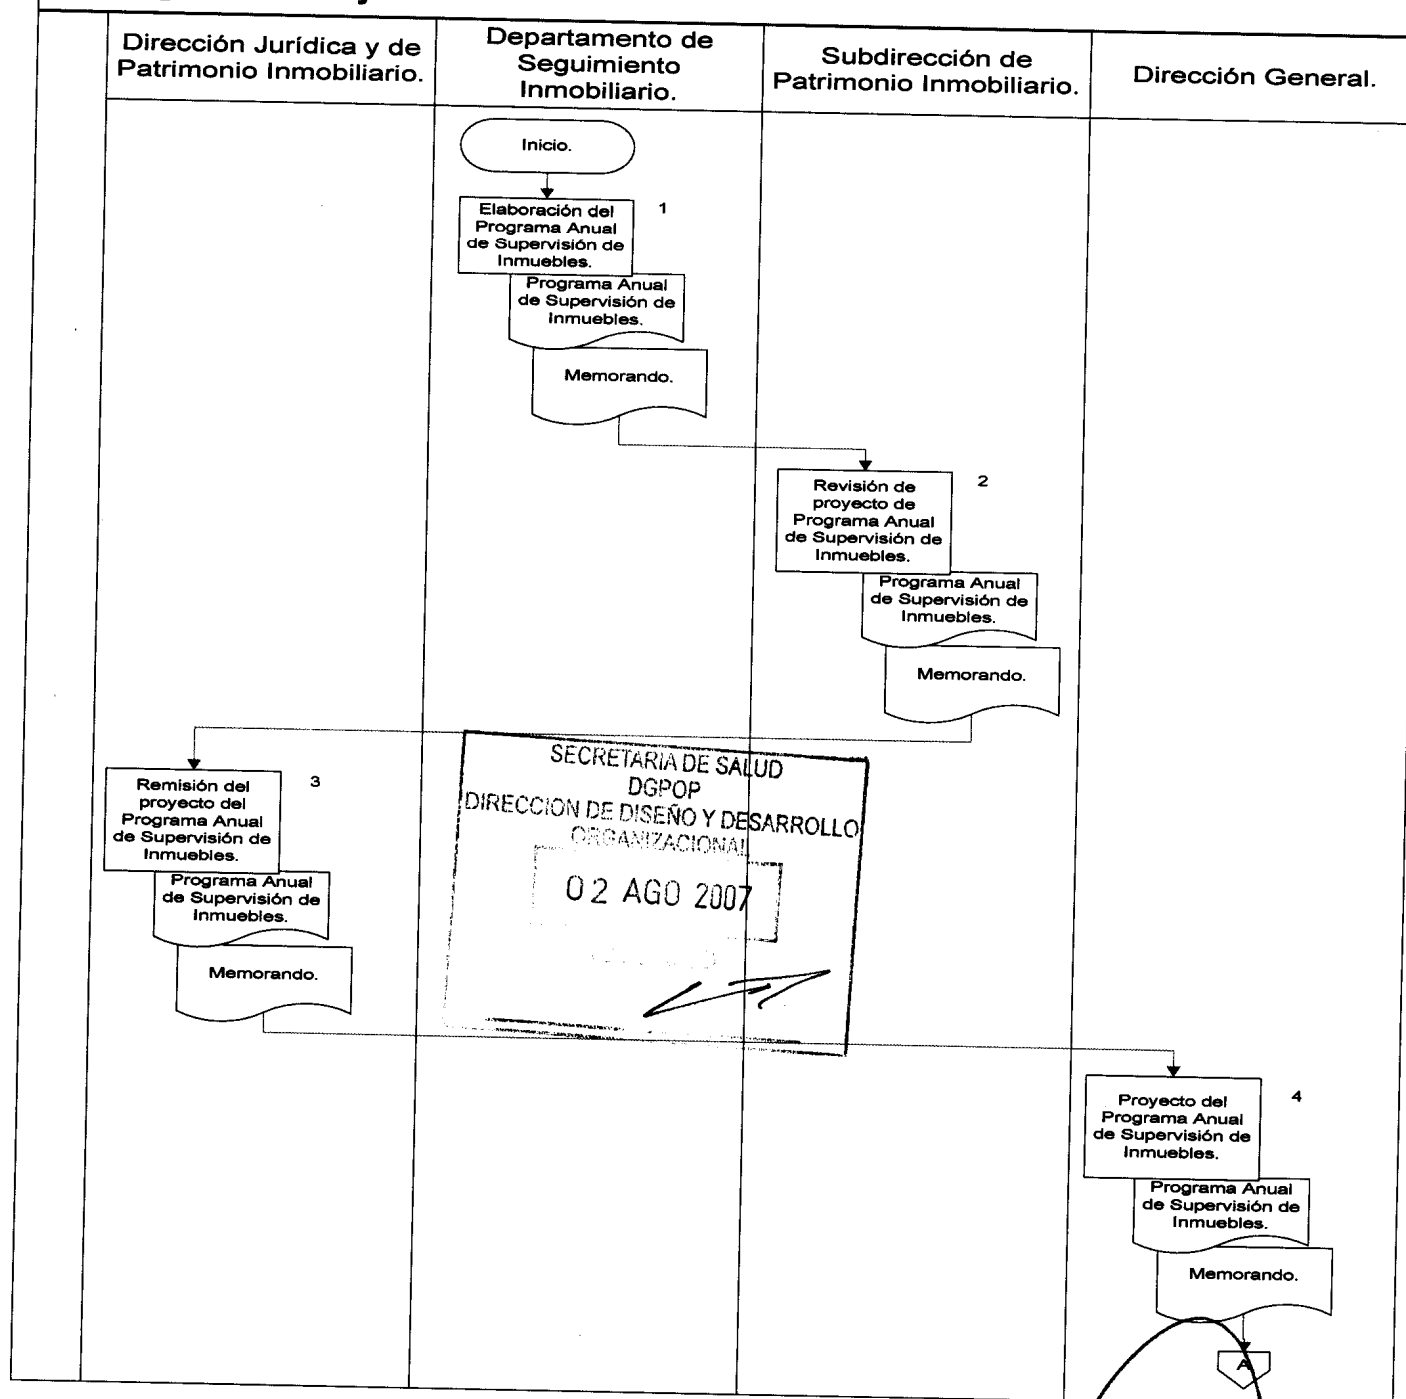 Dirección Jurídica y de
Patrimonio Inmobiliario.
Departamento de
Seguimiento
Inmobiliario.
Subdirección de
Patrimonio Inmobiliario.
Dirección General.
Inicio.
1
Elaboración del
Programa Anual
de Supervisión de
Inmuebles.
Programa Anual
de Supervisión de
Inmuebles.
Memorando.
2
Revisión de
proyecto de
Programa Anual
de Supervisión de
Inmuebles.
Programa Anual
de Supervisión de
Inmuebles.
Memorando.
3
Remisión del
proyecto del
Programa Anual
de Supervisión de
Inmuebles.
Programa Anual
de Supervisión de
Inmuebles.
Memorando.
SECRETARIA DE SALUD
DGPOP
DIRECCION DE DISEÑO Y DESARROLLO
ORGANIZACIONAL
02 AGO 2007
4
Proyecto del
Programa Anual
de Supervisión de
Inmuebles.
Programa Anual
de Supervisión de
Inmuebles.
Memorando.
A